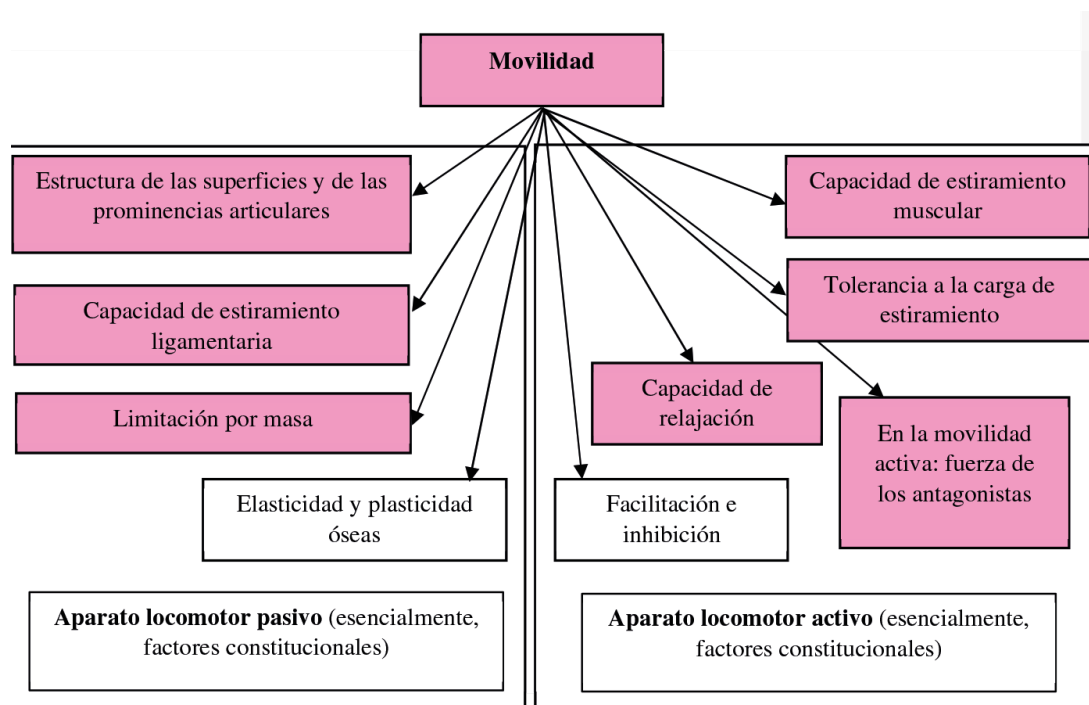 Movilidad
Estructura de las superficies y de las
prominencias articulares
Capacidad de estiramiento
ligamentaria
Limitación por masa
Elasticidad y plasticidad
óseas
Aparato locomotor pasivo (esencialmente,
factores constitucionales)
Capacidad de estiramiento
muscular
Tolerancia a la carga de
estiramiento
Capacidad de
relajación
En la movilidad
activa: fuerza de
los antagonistas
Facilitación e
inhibición
Aparato locomotor activo (esencialmente,
factores constitucionales)